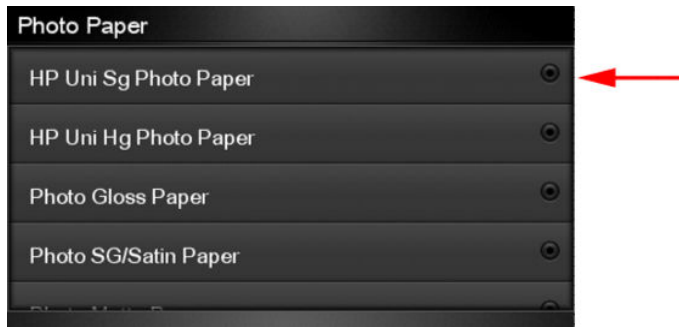 Photo Paper
HP Uni Sg Photo Paper
HP Uni Hg Photo Paper
Photo Gloss Paper
Photo SG/Satin Paper